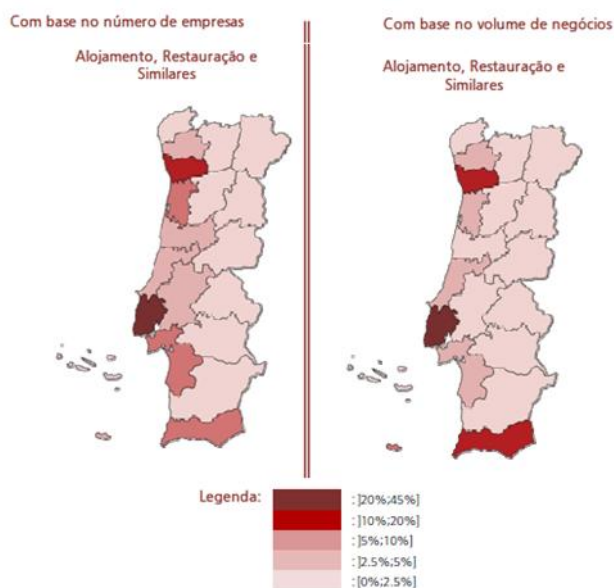 Com base no número de empresas
Alojamento, Restauração e
Similares
Com base no volume de negócios
Alojamento, Restauração e
Similares
Legenda:
: ]20%;45%]
: ]10%;20%]
: ]5%;10%]
: ]2.5%;5%]
: [0%;2.5%]